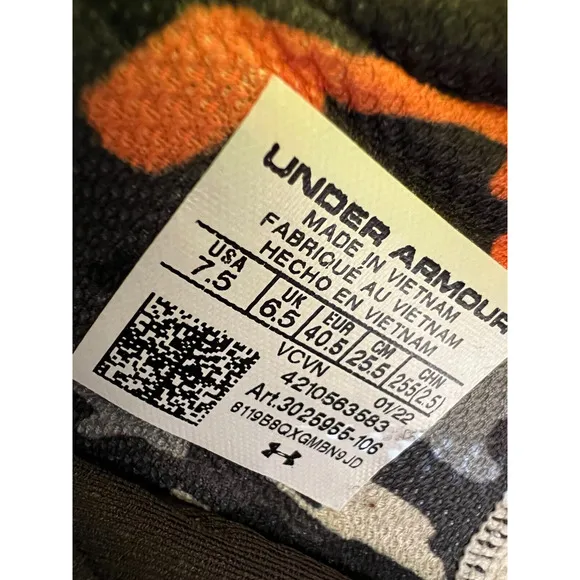 UNDER ARMOUR
MADE IN VIETNAM
FABRIQUÉ AU VIETNAM
HECHO EN VIETNAM
USA UK EUR CM CHN
7.5 6.5 40.5 25.5 255(2.5)
VCVN 01/22
4210563583
Art.3025955-106
8119B8QXGMBN9JD